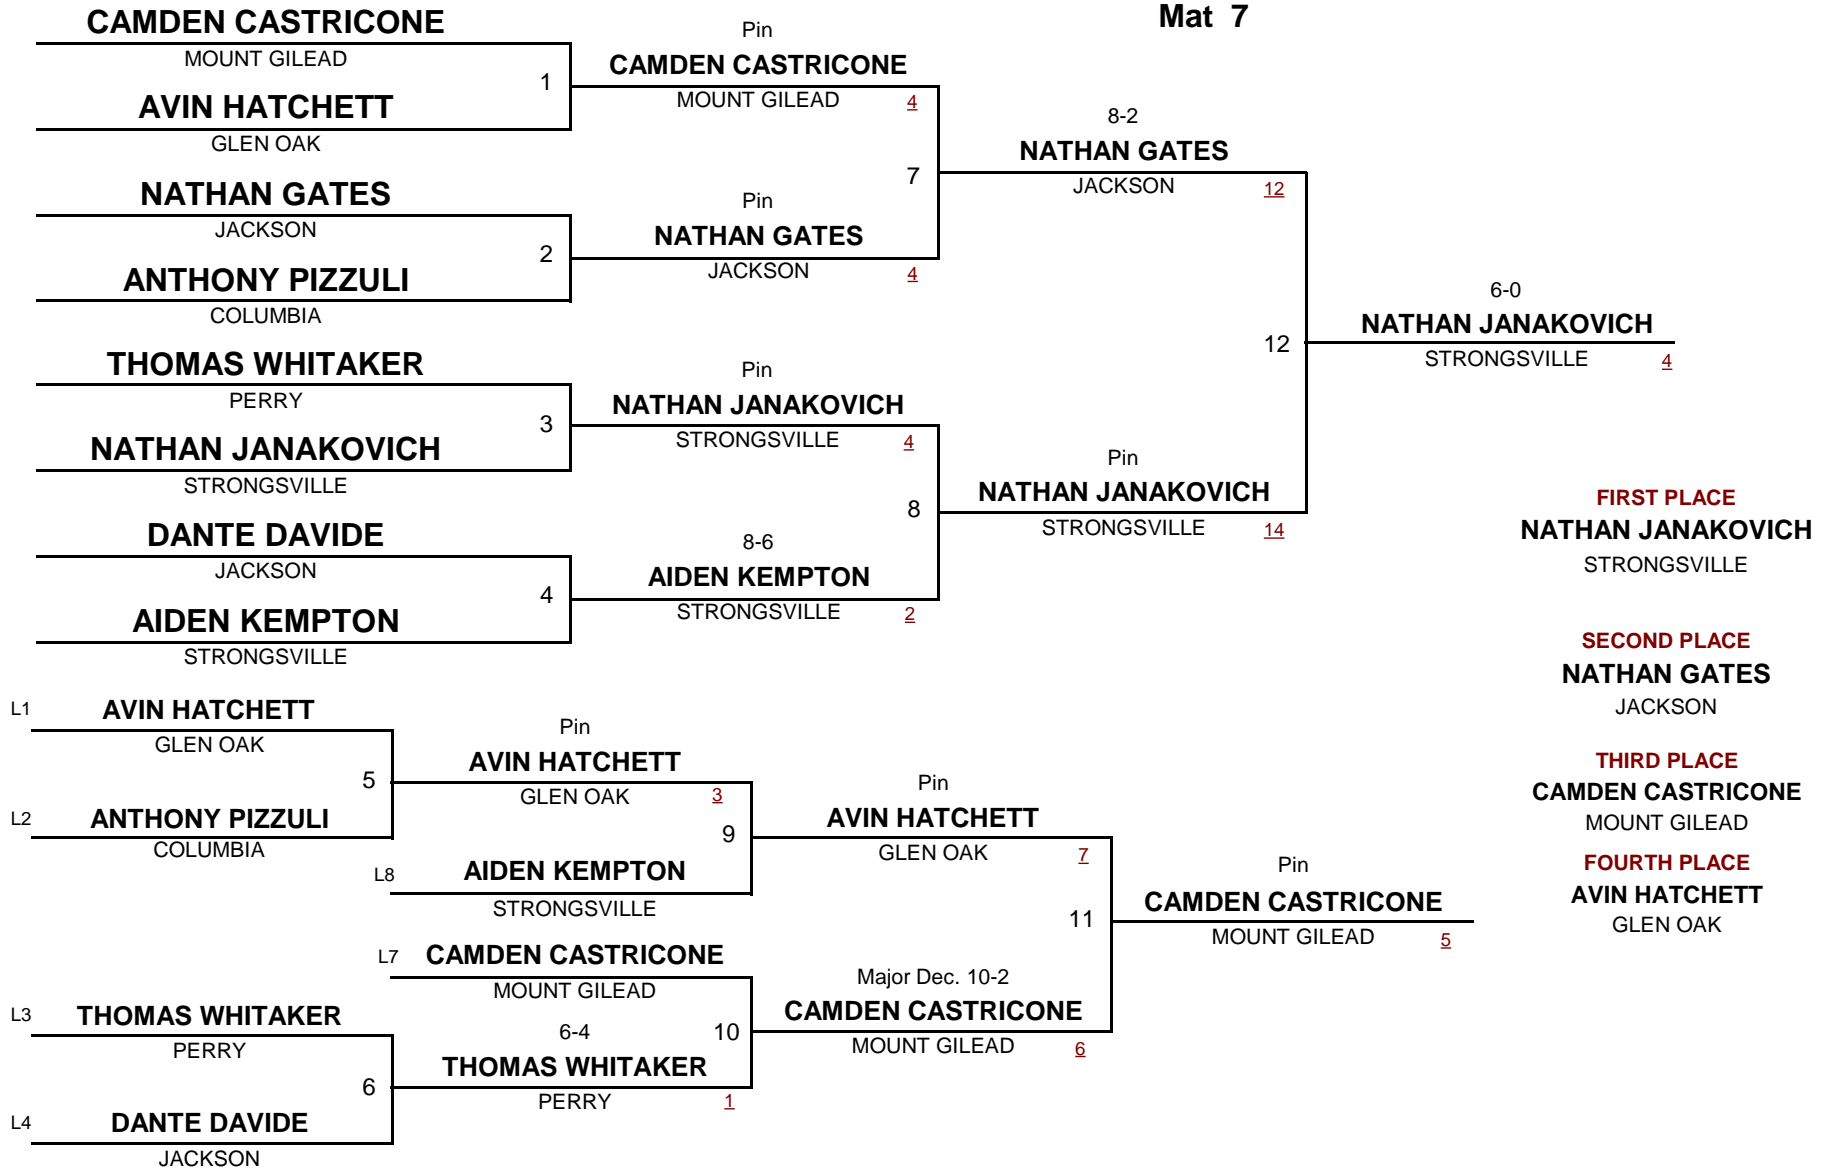 Mat 7
CAMDEN CASTRICONE
MOUNT GILEAD
1
AVIN HATCHETT
GLEN OAK
NATHAN GATES
JACKSON
2
ANTHONY PIZZULI
COLUMBIA
THOMAS WHITAKER
PERRY
3
NATHAN JANAKOVICH
STRONGSVILLE
DANTE DAVIDE
JACKSON
4
AIDEN KEMPTON
STRONGSVILLE
Pin
CAMDEN CASTRICONE
MOUNT GILEAD 4
7
Pin
NATHAN GATES
JACKSON 4
Pin
NATHAN JANAKOVICH
STRONGSVILLE 4
8
8-6
AIDEN KEMPTON
STRONGSVILLE 2
8-2
NATHAN GATES
JACKSON 12
12
Pin
NATHAN JANAKOVICH
STRONGSVILLE 14
6-0
NATHAN JANAKOVICH
STRONGSVILLE 4
FIRST PLACE
NATHAN JANAKOVICH
STRONGSVILLE
SECOND PLACE
NATHAN GATES
JACKSON
THIRD PLACE
CAMDEN CASTRICONE
MOUNT GILEAD
FOURTH PLACE
AVIN HATCHETT
GLEN OAK
L1 AVIN HATCHETT
GLEN OAK
5
L2 ANTHONY PIZZULI
COLUMBIA
L3 THOMAS WHITAKER
PERRY
6
L4 DANTE DAVIDE
JACKSON
Pin
AVIN HATCHETT
GLEN OAK 3
9
L8 AIDEN KEMPTON
STRONGSVILLE
L7 CAMDEN CASTRICONE
MOUNT GILEAD
10
6-4
THOMAS WHITAKER
PERRY 1
Pin
AVIN HATCHETT
GLEN OAK 7
11
Major Dec. 10-2
CAMDEN CASTRICONE
MOUNT GILEAD 6
Pin
CAMDEN CASTRICONE
MOUNT GILEAD 5